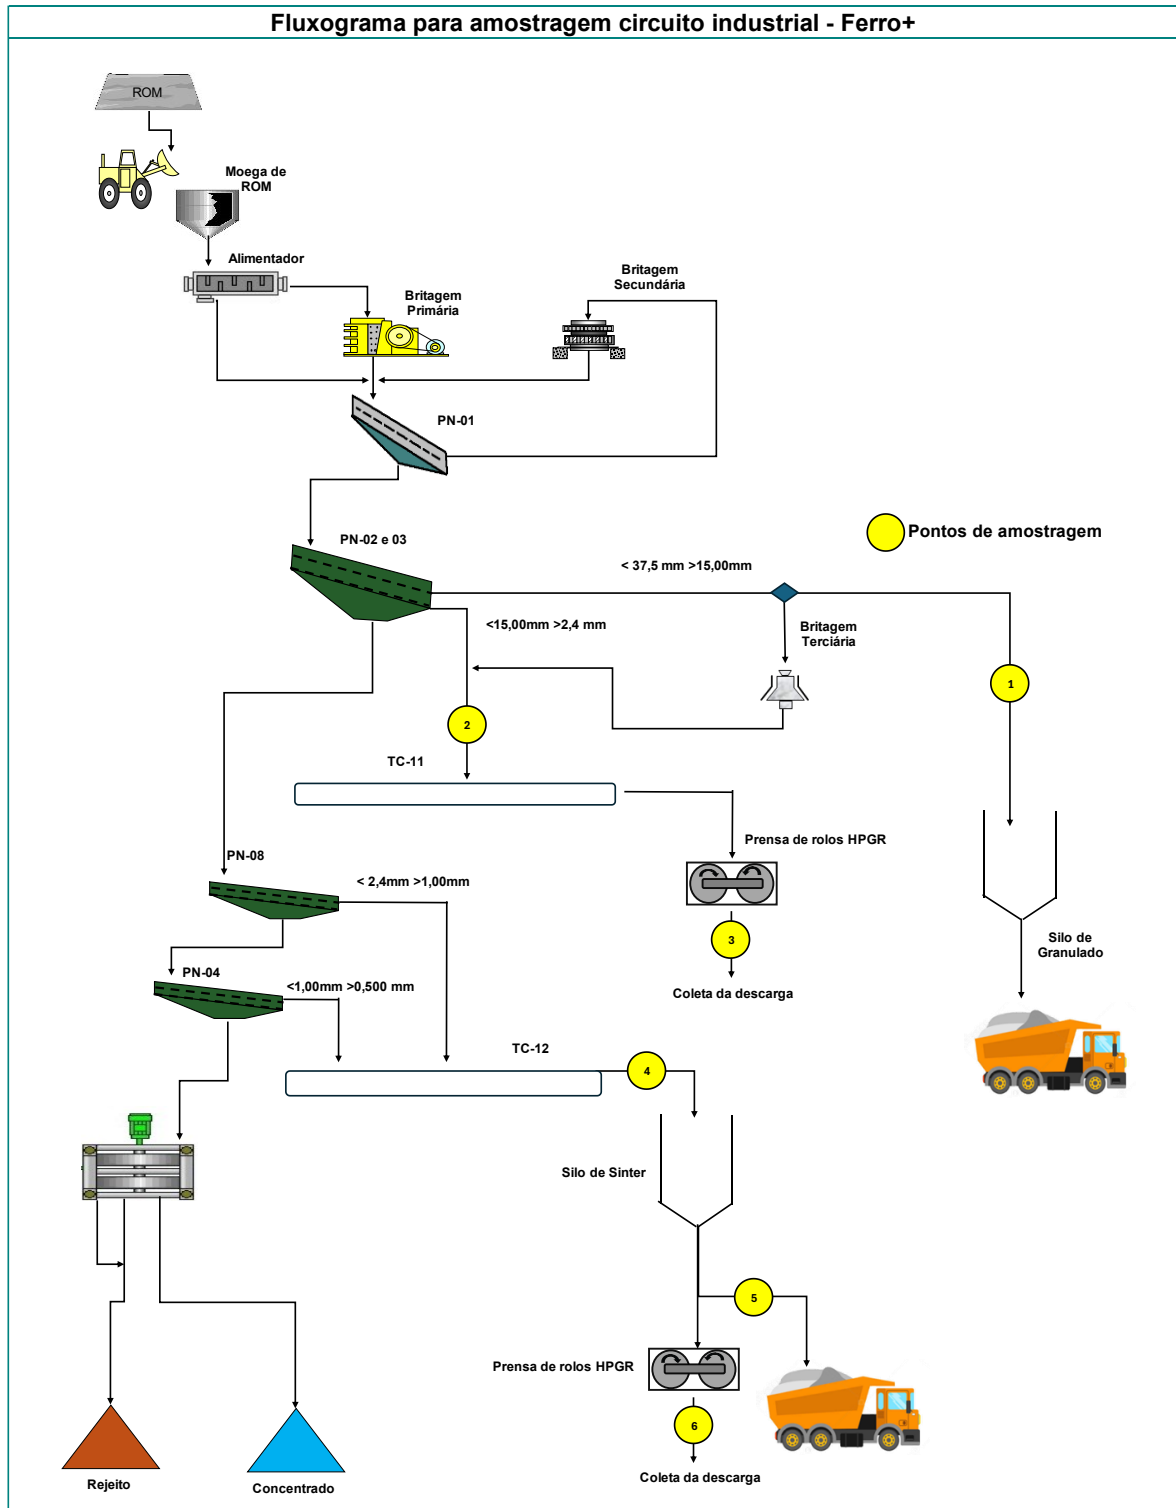 Fluxograma para amostragem circuito industrial - Ferro+
ROM
Moega de
ROM
Alimentador
Britagem
Primária
Britagem
Secundária
PN-01
Pontos de amostragem
PN-02 e 03
< 37,5 mm >15,00mm
<15,00mm >2,4 mm
Britagem
Terciária
1
2
TC-11
Prensa de rolos HPGR
PN-08
< 2,4mm >1,00mm
3
Silo de
Granulado
PN-04
<1,00mm >0,500 mm
Coleta da descarga
TC-12
4
Silo de Sinter
5
Prensa de rolos HPGR
6
Coleta da descarga
Rejeito
Concentrado